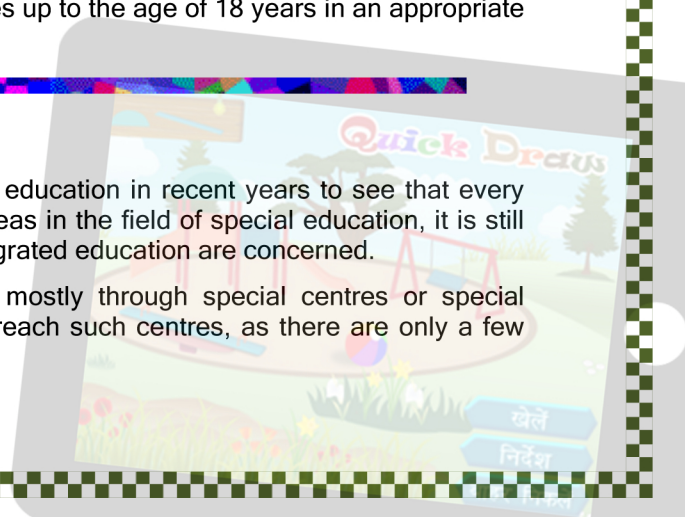 es up to the age of 18 years in an appropriate
Quick Draw
education in recent years to see that every
eas in the field of special education, it is still
grated education are concerned.
mostly through special centres or special
reach such centres, as there are only a few
खेलें
निर्देश
बाहर निकलें